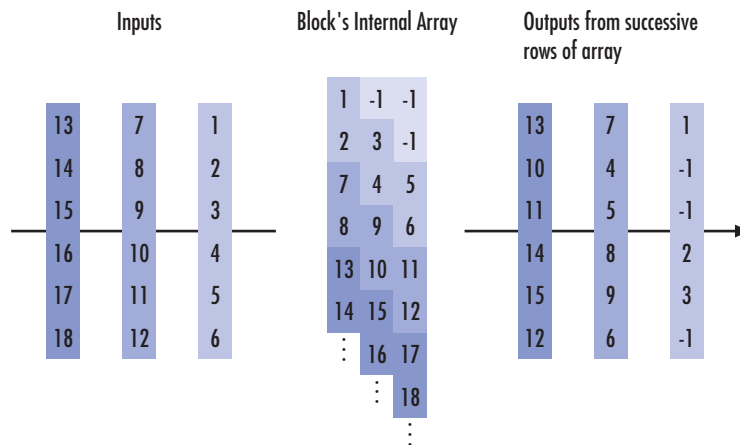 Inputs
13 7 1
14 8 2
15 9 3
16 10 4
17 11 5
18 12 6
Block's Internal Array
1 -1 -1
2 3 -1
7 4 5
8 9 6
13 10 11
14 15 12
⋮ 16 17
⋮ 18
⋮
Outputs from successive
rows of array
13 7 1
10 4 -1
11 5 -1
14 8 2
15 9 3
12 6 -1